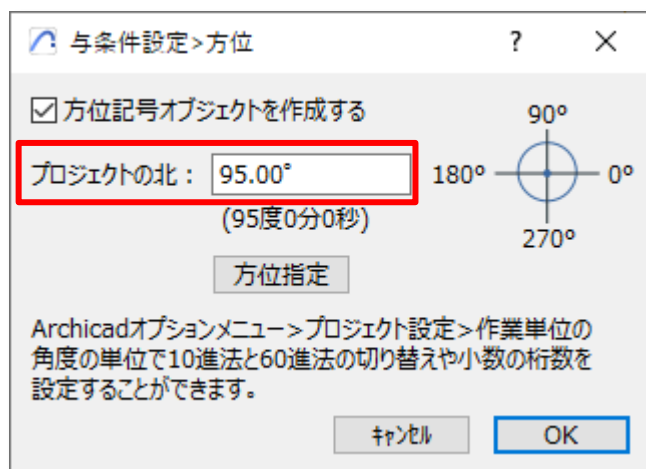 与条件設定>方位
?
方位記号オブジェクトを作成する
プロジェクトの北： 95.00°
(95度0分0秒)
90°
180° 0°
270°
方位指定
Archicadオプションメニュー>プロジェクト設定>作業単位の
角度の単位で10進法と60進法の切り替えや小数の桁数を
設定することができます。
ｷｬﾝｾﾙ OK